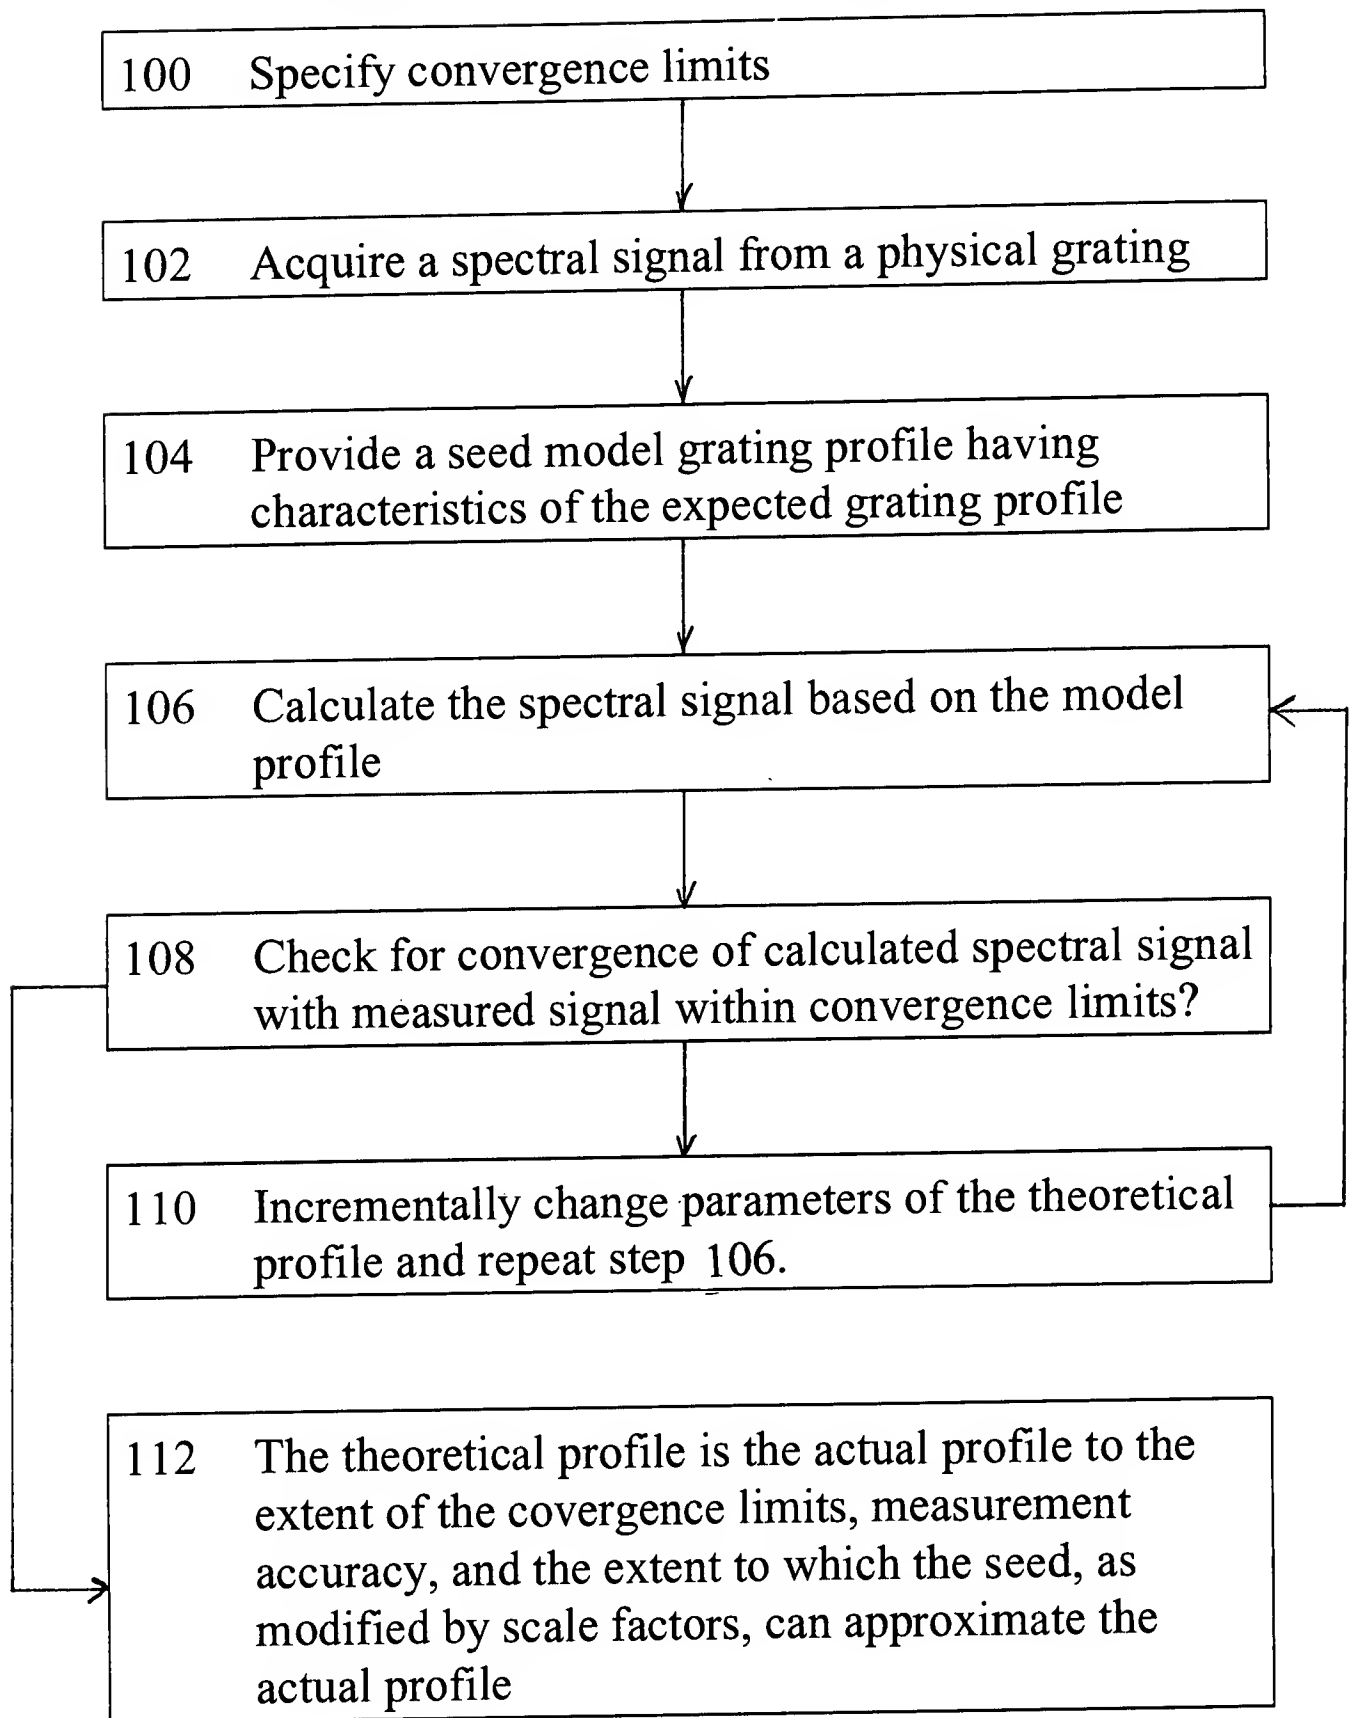 100 Specify convergence limits
102 Acquire a spectral signal from a physical grating
104 Provide a seed model grating profile having
characteristics of the expected grating profile
106 Calculate the spectral signal based on the model
profile
108 Check for convergence of calculated spectral signal
with measured signal within convergence limits?
110 Incrementally change parameters of the theoretical
profile and repeat step 106.
112 The theoretical profile is the actual profile to the
extent of the covergence limits, measurement
accuracy, and the extent to which the seed, as
modified by scale factors, can approximate the
actual profile